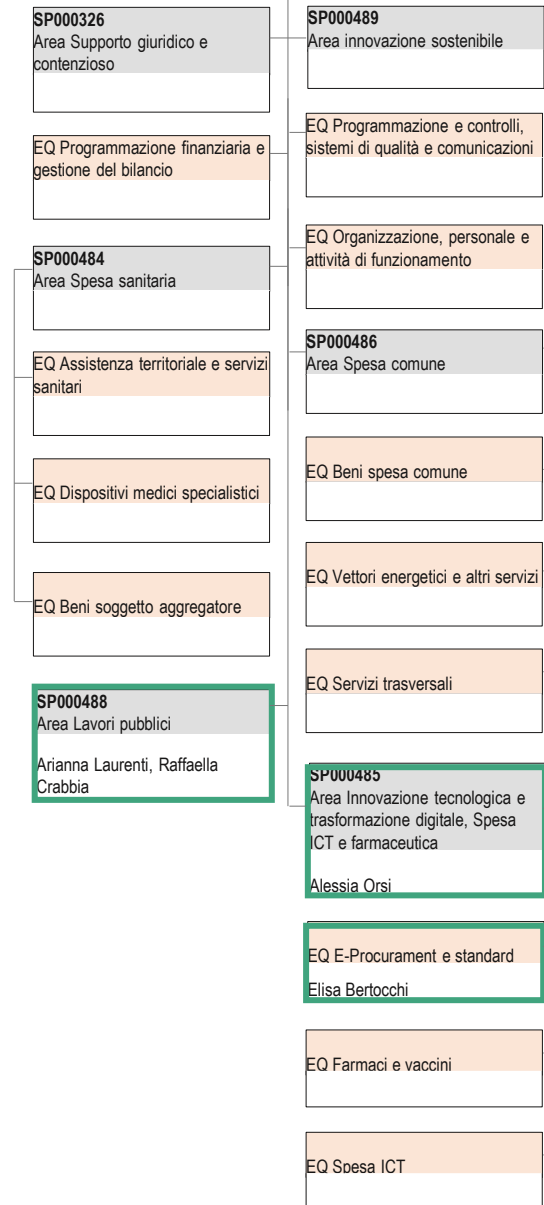 SP000326
Area Supporto giuridico e
contenzioso
EQ Programmazione finanziaria e
gestione del bilancio
SP000484
Area Spesa sanitaria
EQ Assistenza territoriale e servizi
sanitari
EQ Dispositivi medici specialistici
EQ Beni soggetto aggregatore
SP000488
Area Lavori pubblici
Arianna Laurenti, Raffaella
Crabbia
SP000489
Area innovazione sostenibile
EQ Programmazione e controlli,
sistemi di qualità e comunicazioni
EQ Organizzazione, personale e
attività di funzionamento
SP000486
Area Spesa comune
EQ Beni spesa comune
EQ Vettori energetici e altri servizi
EQ Servizi trasversali
SP000485
Area Innovazione tecnologica e
trasformazione digitale, Spesa
ICT e farmaceutica
Alessia Orsi
EQ E-Procurament e standard
Elisa Bertocchi
EQ Farmaci e vaccini
EQ Spesa ICT